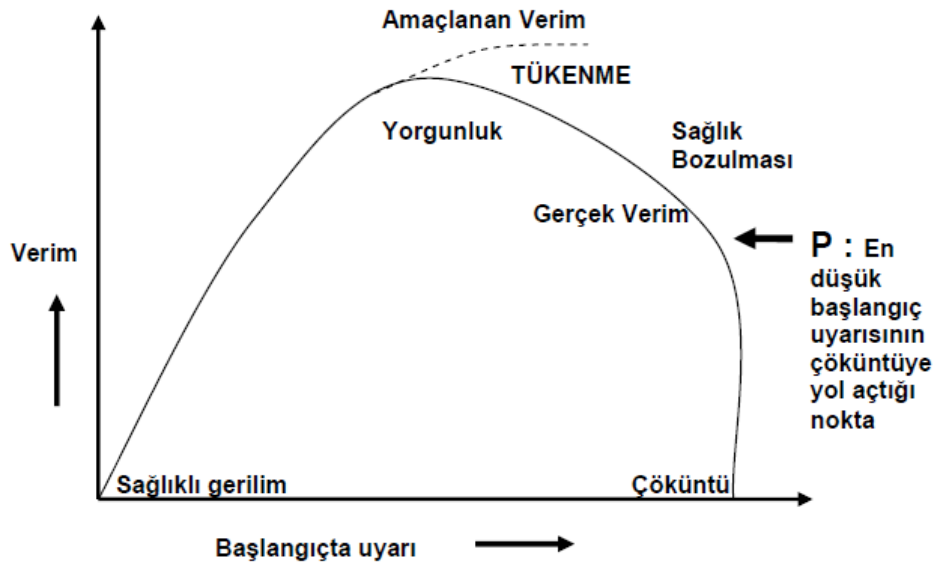 Amaçlanan Verim
TÜKENME
Yorgunluk
Sağlık
Bozulması
Gerçek Verim
Verim
P : En
düşük
başlangıç
uyarısının
çöküntüye
yol açtığı
nokta
Sağlıklı gerilim
Çöküntü
Başlangıçta uyarı